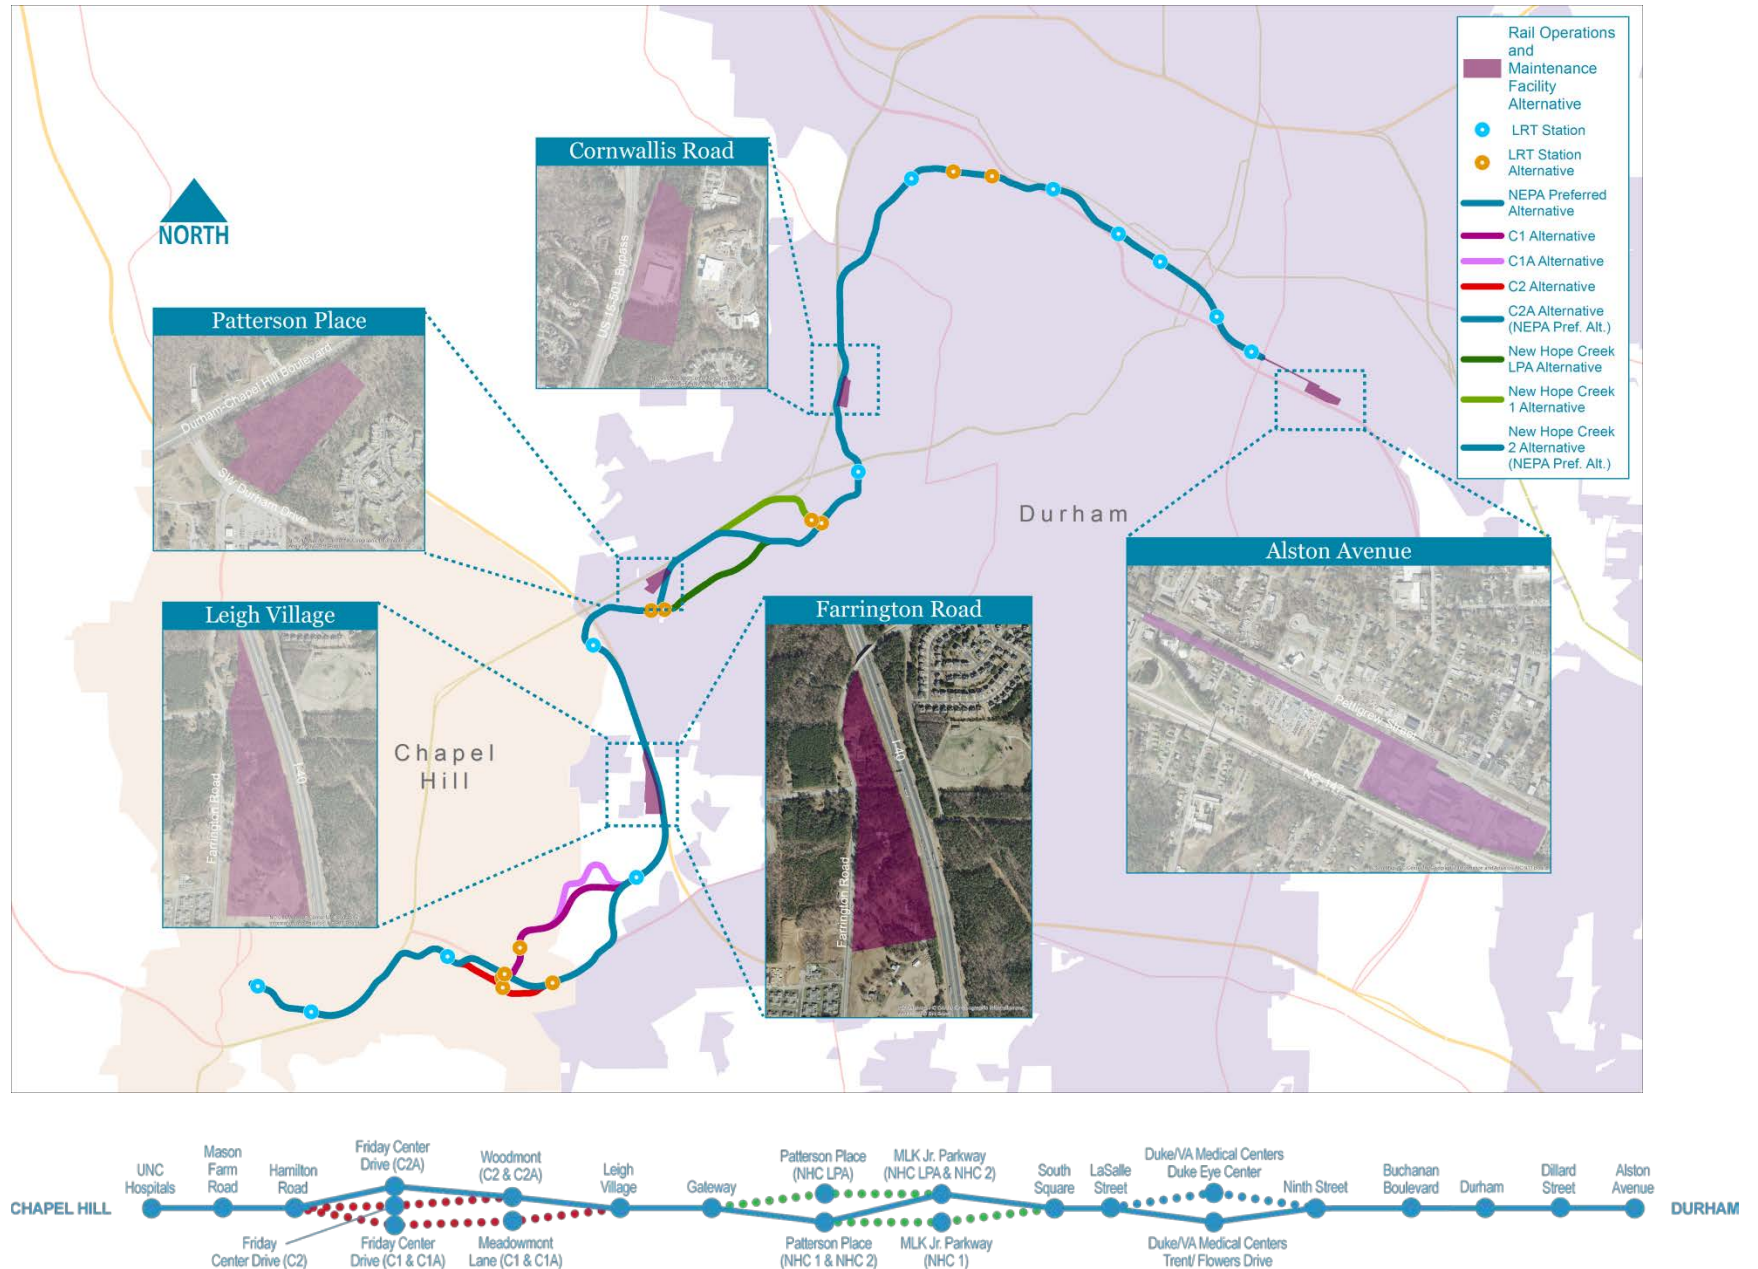 Rail Operations
and
Maintenance
Facility
Alternative
LRT Station
LRT Station
Alternative
NEPA Preferred
Alternative
C1 Alternative
C1A Alternative
C2 Alternative
C2A Alternative
(NEPA Pref. Alt.)
New Hope Creek
LPA Alternative
New Hope Creek
1 Alternative
New Hope Creek
2 Alternative
(NEPA Pref. Alt.)
NORTH
Cornwallis Road
US 15-501 Bypass
Patterson Place
Durham-Chapel Hill Boulevard
SW Durham Drive
Durham
Alston Avenue
Pettigrew Street
NC 147
Leigh Village
Farrington Road
I-40
Farrington Road
I-40
Farrington Road
Chapel
Hill
UNC
Hospitals
Mason
Farm
Road
Hamilton
Road
Friday Center
Drive (C2A)
Woodmont
(C2 & C2A)
Leigh
Village
Gateway
Patterson Place
(NHC LPA)
MLK Jr. Parkway
(NHC LPA & NHC 2)
South
Square
LaSalle
Street
Duke/VA Medical Centers
Duke Eye Center
Ninth Street
Buchanan
Boulevard
Durham
Dillard
Street
Alston
Avenue
CHAPEL HILL
DURHAM
Friday
Center Drive (C2)
Friday Center
Drive (C1 & C1A)
Meadowmont
Lane (C1 & C1A)
Patterson Place
(NHC 1 & NHC 2)
MLK Jr. Parkway
(NHC 1)
Duke/VA Medical Centers
Trent/ Flowers Drive